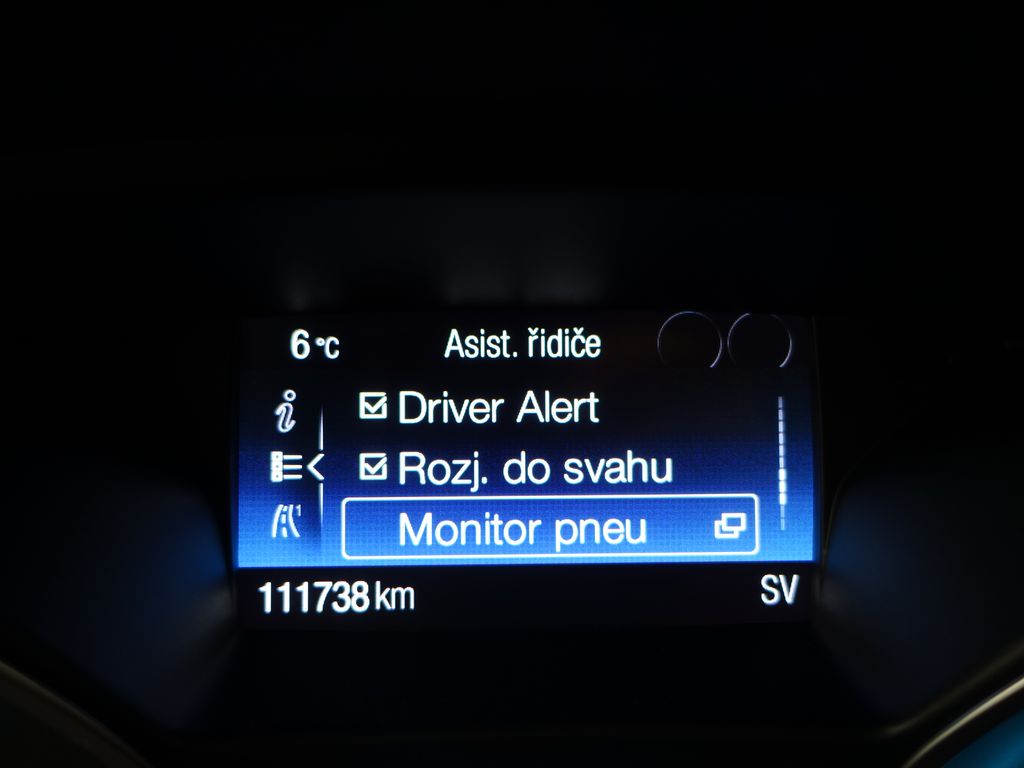 6°C Asist. řidiče
Driver Alert
Rozj. do svahu
Monitor pneu
111738 km SV